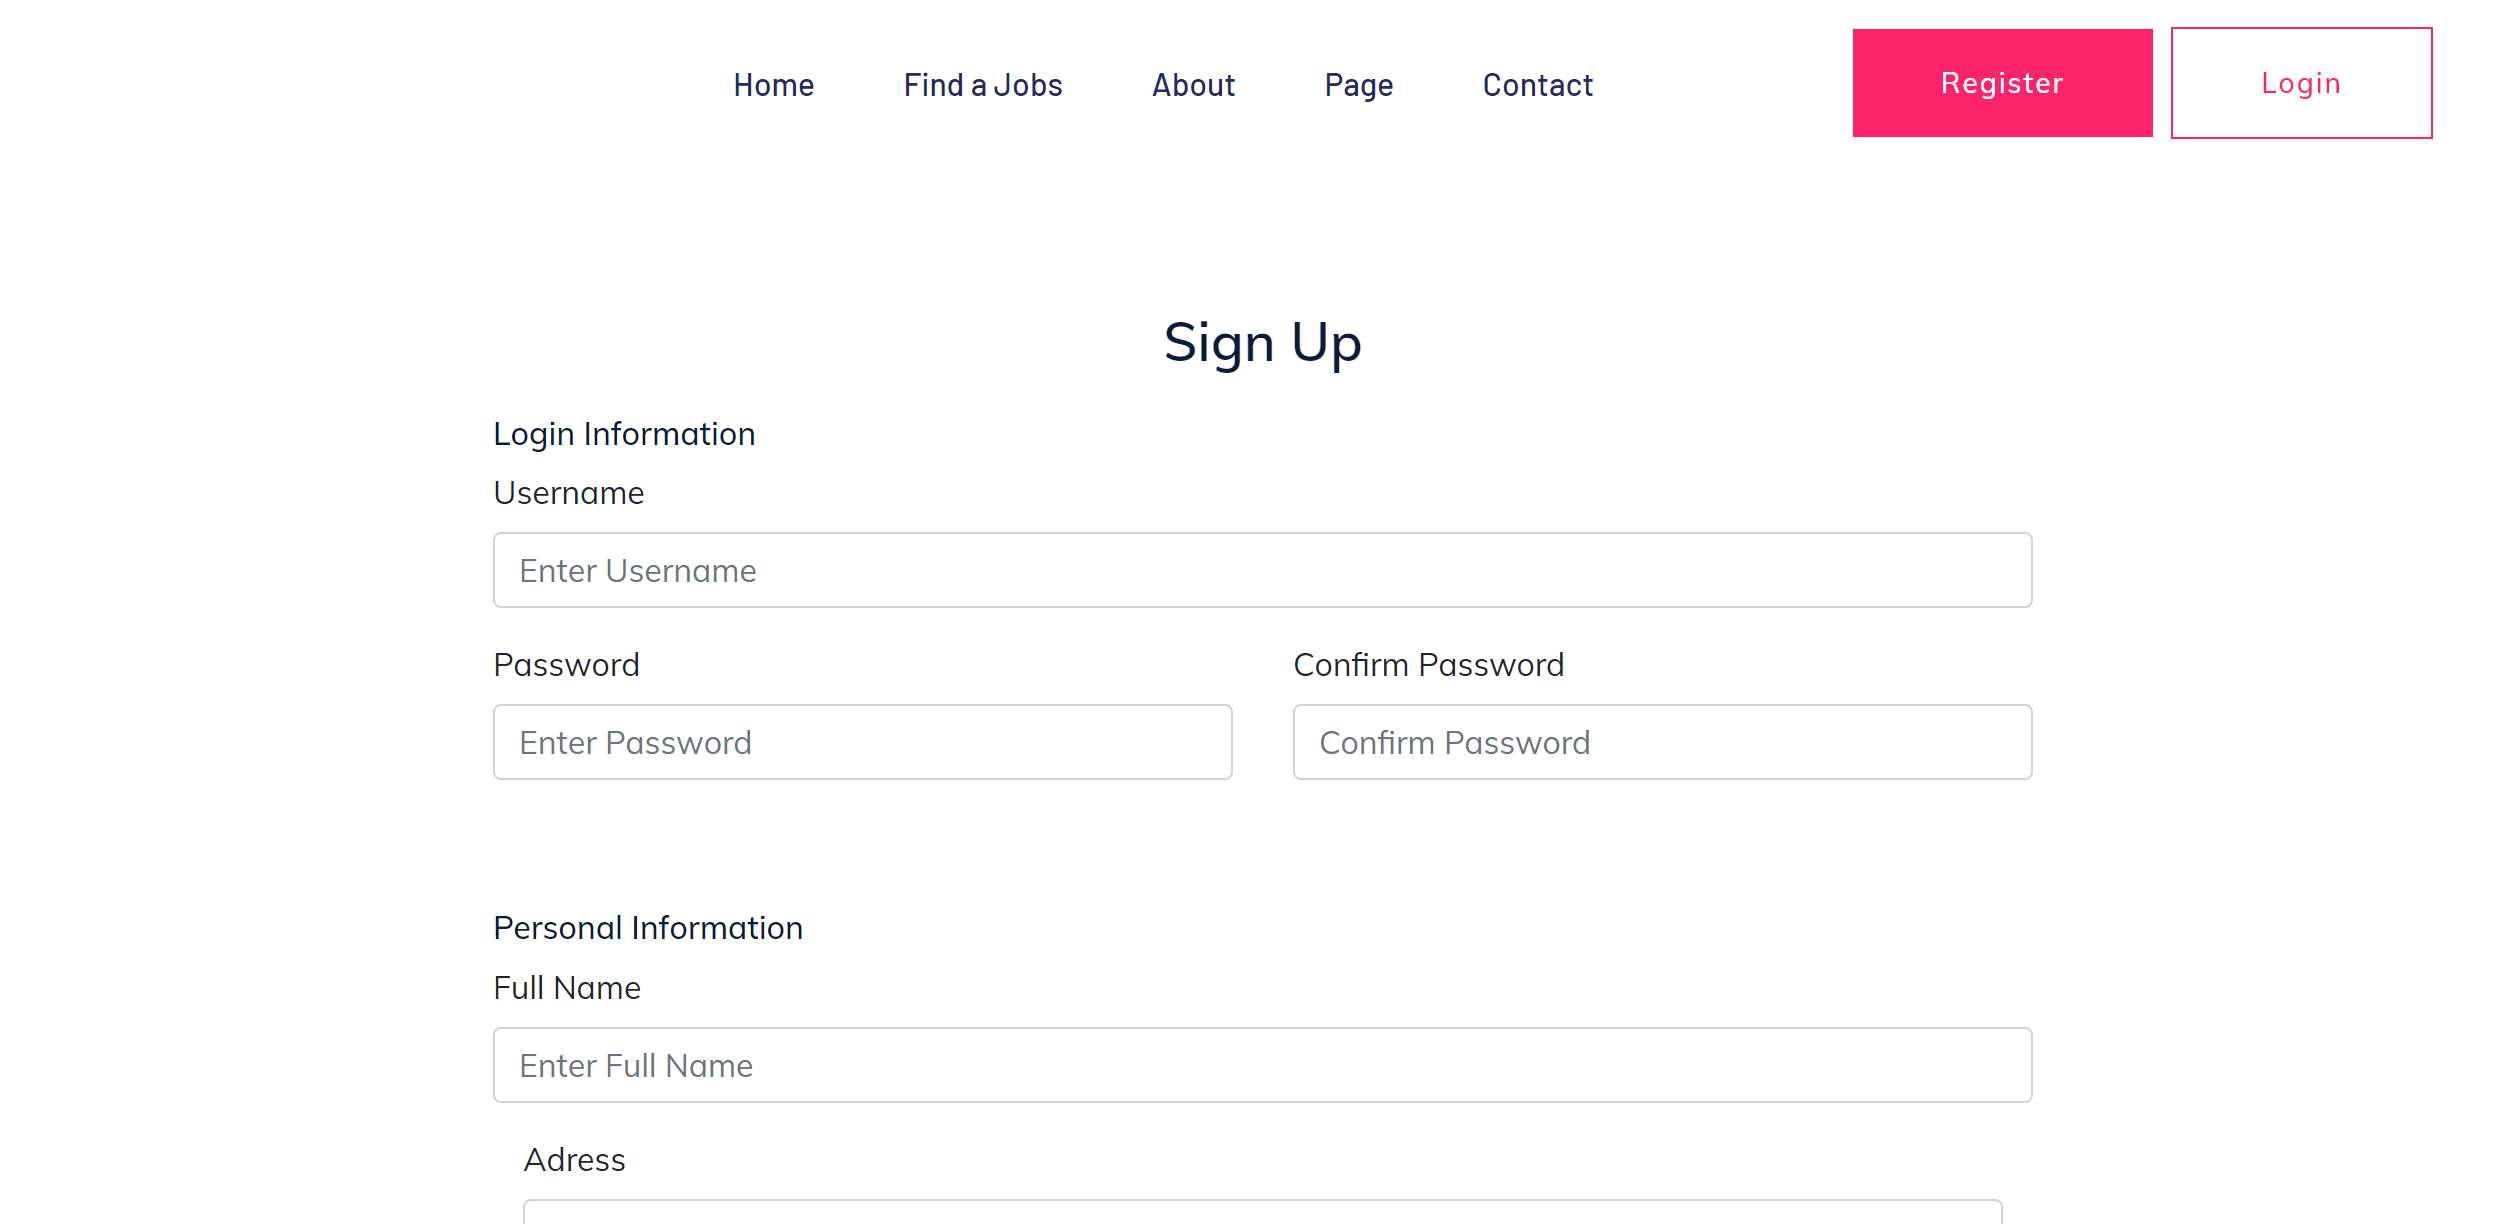 Home Find a Jobs About Page Contact Register Login
Sign Up
Login Information
Username
Enter Username
Password Confirm Password
Enter Password Confirm Password
Personal Information
Full Name
Enter Full Name
Adress